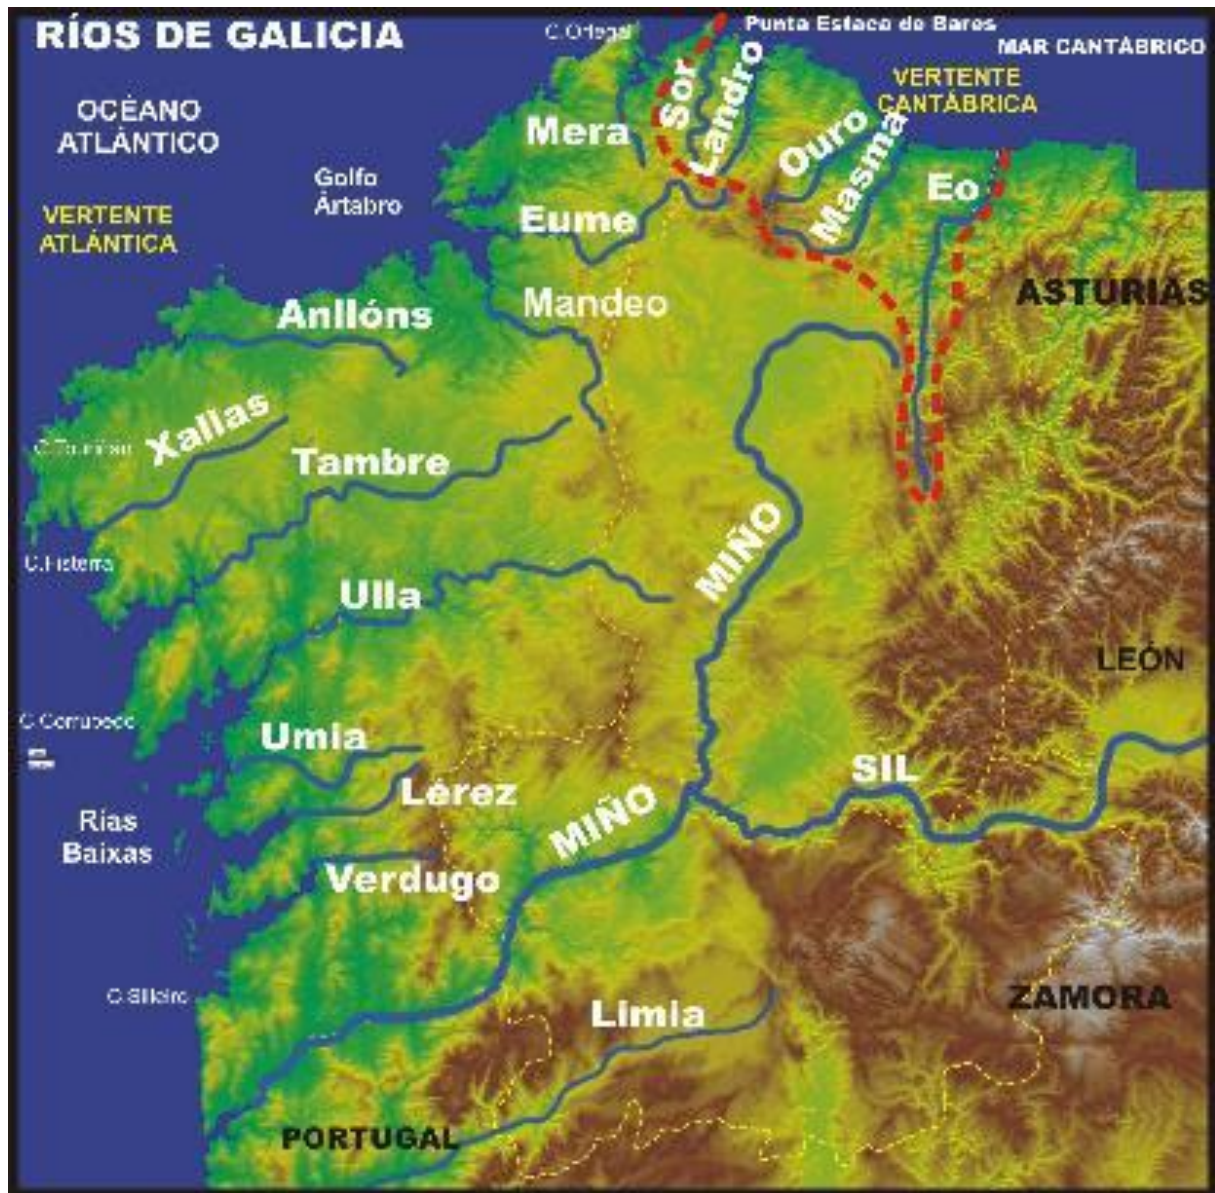 RÍOS DE GALICIA
C.Ortegal
Punta Estaca de Bares
MAR CANTÁBRICO
OCÉANO
ATLÁNTICO
VERTENTE
CANTÁBRICA
Sor
Landro
Mera
Ouro
Masma
Eo
Golfo
Ártabro
VERTENTE
ATLÁNTICA
Eume
ASTURIAS
Anllóns
Mandeo
Xallas
C.Touriñán
Tambre
MIÑO
C.Fisterra
Ulla
LEÓN
C.Corrubedo
Umia
SIL
Lérez
MIÑO
Rías
Baixas
Verdugo
C.Silleiro
Limia
ZAMORA
PORTUGAL